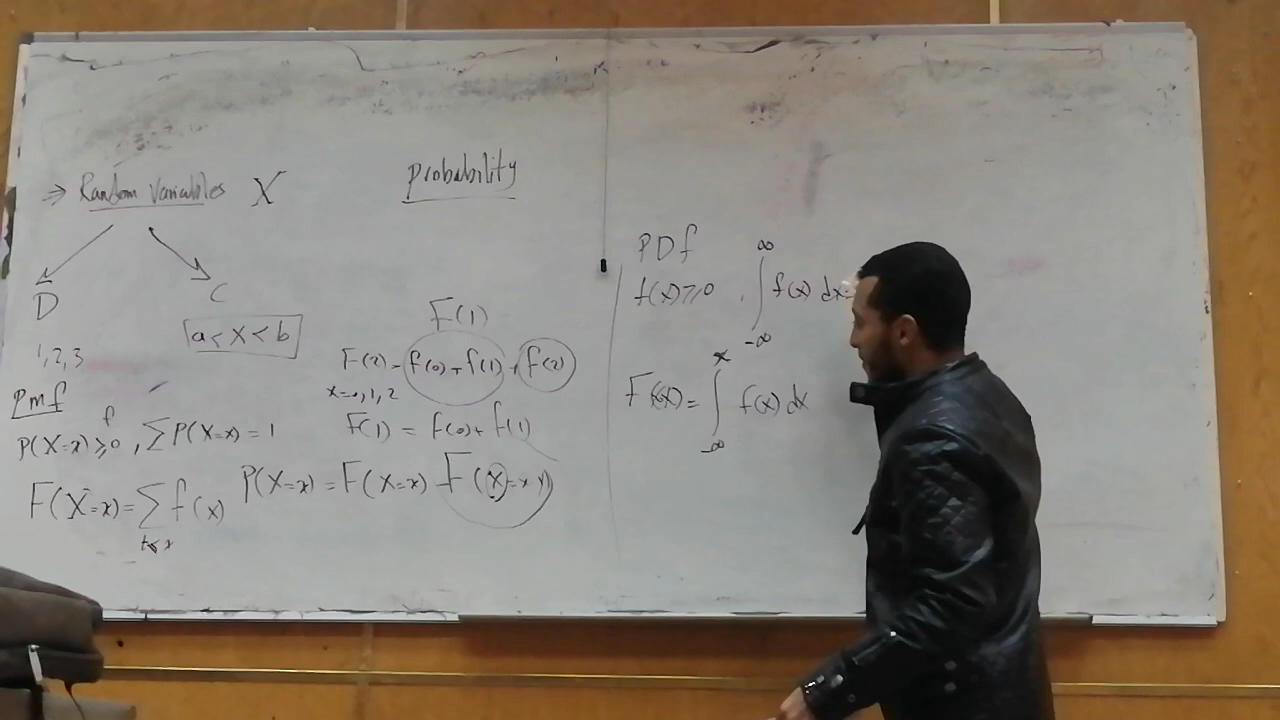 ⇒ Random Variables X
Probability
D
C
1, 2, 3
a < x < b
Pmf
f
P(X=x) ≥ 0 , ∑ P(X=x) = 1
F(X=x) = ∑ f(x)
t ≤ x
F(1)
F(2) = f(0) + f(1) + f(2)
x=0, 1, 2
F(1) = f(0) + f(1)
P(X=x) = F(X=x) - F(X=
PDf
f(x) ≥ 0 , ∫ f(x) dx =
∞
-∞
F(x) = ∫ f(x) dx
x
-∞